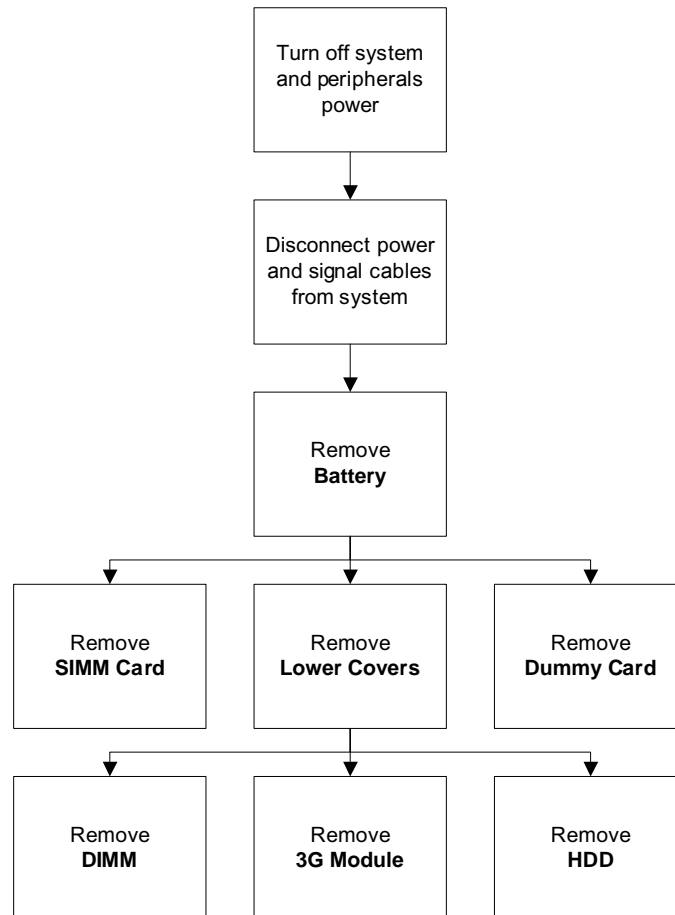 Turn off system
and peripherals
power
Disconnect power
and signal cables
from system
Remove
Battery
Remove
SIMM Card
Remove
Lower Covers
Remove
Dummy Card
Remove
DIMM
Remove
3G Module
Remove
HDD